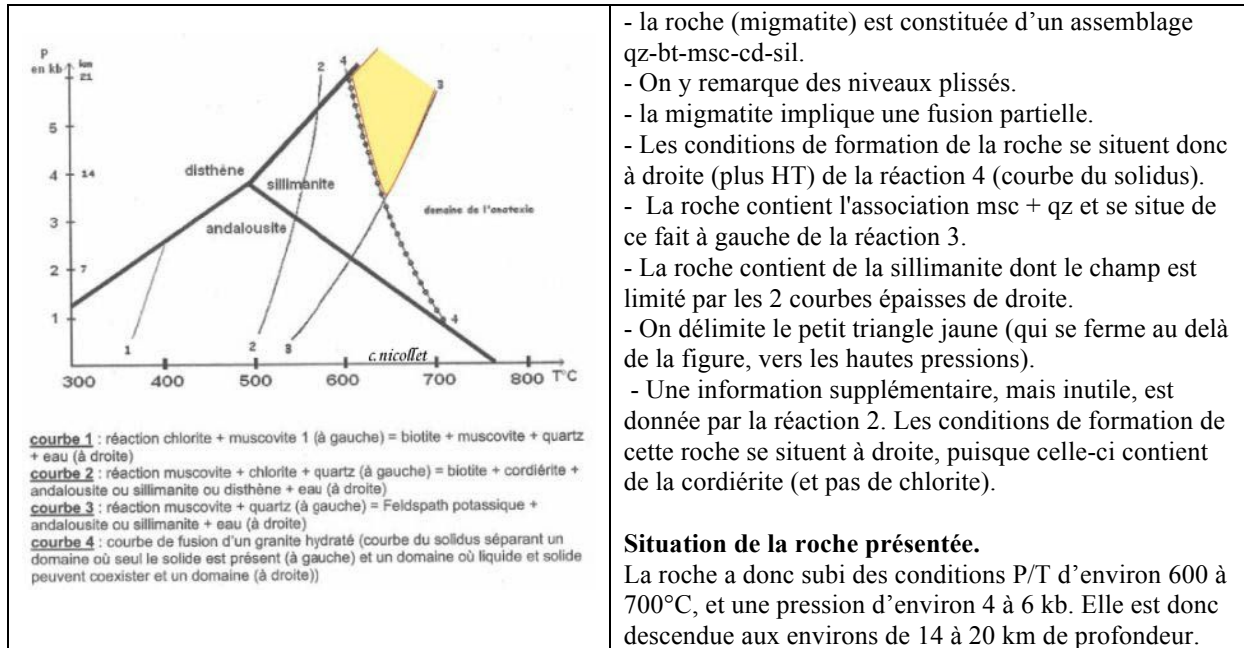 P
en kb
km
21
5
4
14
3
2
7
1
4
2
3
disthène
sillimanite
andalousite
domaine de l'anatexie
1
2
3
4
c.nicollet
300
400
500
600
700
800
T°C
courbe 1 : réaction chlorite + muscovite 1 (à gauche) = biotite + muscovite + quartz
+ eau (à droite)
courbe 2 : réaction muscovite + chlorite + quartz (à gauche) = biotite + cordiérite +
andalousite ou sillimanite ou disthène + eau (à droite)
courbe 3 : réaction muscovite + quartz (à gauche) = Feldspath potassique +
andalousite ou sillimanite + eau (à droite)
courbe 4 : courbe de fusion d'un granite hydraté (courbe du solidus séparant un
domaine où seul le solide est présent (à gauche) et un domaine où liquide et solide
peuvent coexister et un domaine (à droite))
- la roche (migmatite) est constituée d'un assemblage
qz-bt-msc-cd-sil.
- On y remarque des niveaux plissés.
- la migmatite implique une fusion partielle.
- Les conditions de formation de la roche se situent donc
à droite (plus HT) de la réaction 4 (courbe du solidus).
- La roche contient l'association msc + qz et se situe de
ce fait à gauche de la réaction 3.
- La roche contient de la sillimanite dont le champ est
limité par les 2 courbes épaisses de droite.
- On délimite le petit triangle jaune (qui se ferme au delà
de la figure, vers les hautes pressions).
- Une information supplémentaire, mais inutile, est
donnée par la réaction 2. Les conditions de formation de
cette roche se situent à droite, puisque celle-ci contient
de la cordiérite (et pas de chlorite).
Situation de la roche présentée.
La roche a donc subi des conditions P/T d'environ 600 à
700°C, et une pression d'environ 4 à 6 kb. Elle est donc
descendue aux environs de 14 à 20 km de profondeur.